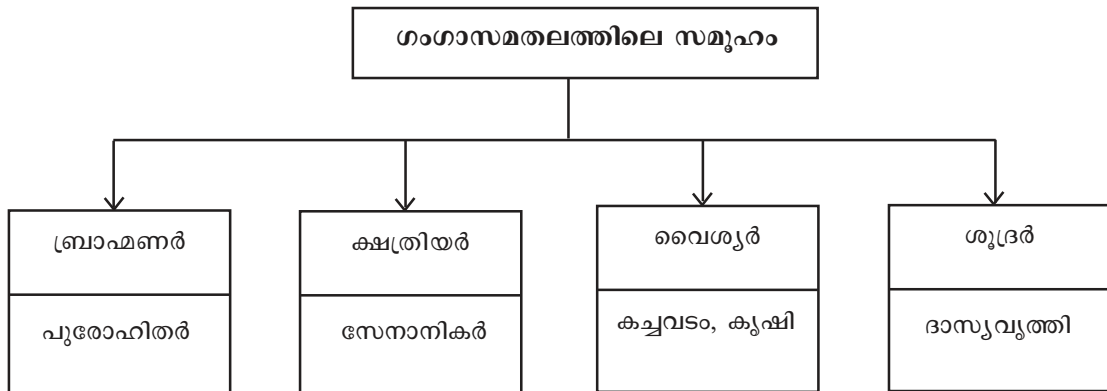 ഗംഗാസമതലത്തിലെ സമൂഹം
ബ്രാഹ്മണർ
പുരോഹിതർ
ക്ഷത്രിയർ
സേനാനികർ
വൈശ്യർ
കച്ചവടം, കൃഷി
ശൂദ്രർ
ദാസ്യവൃത്തി